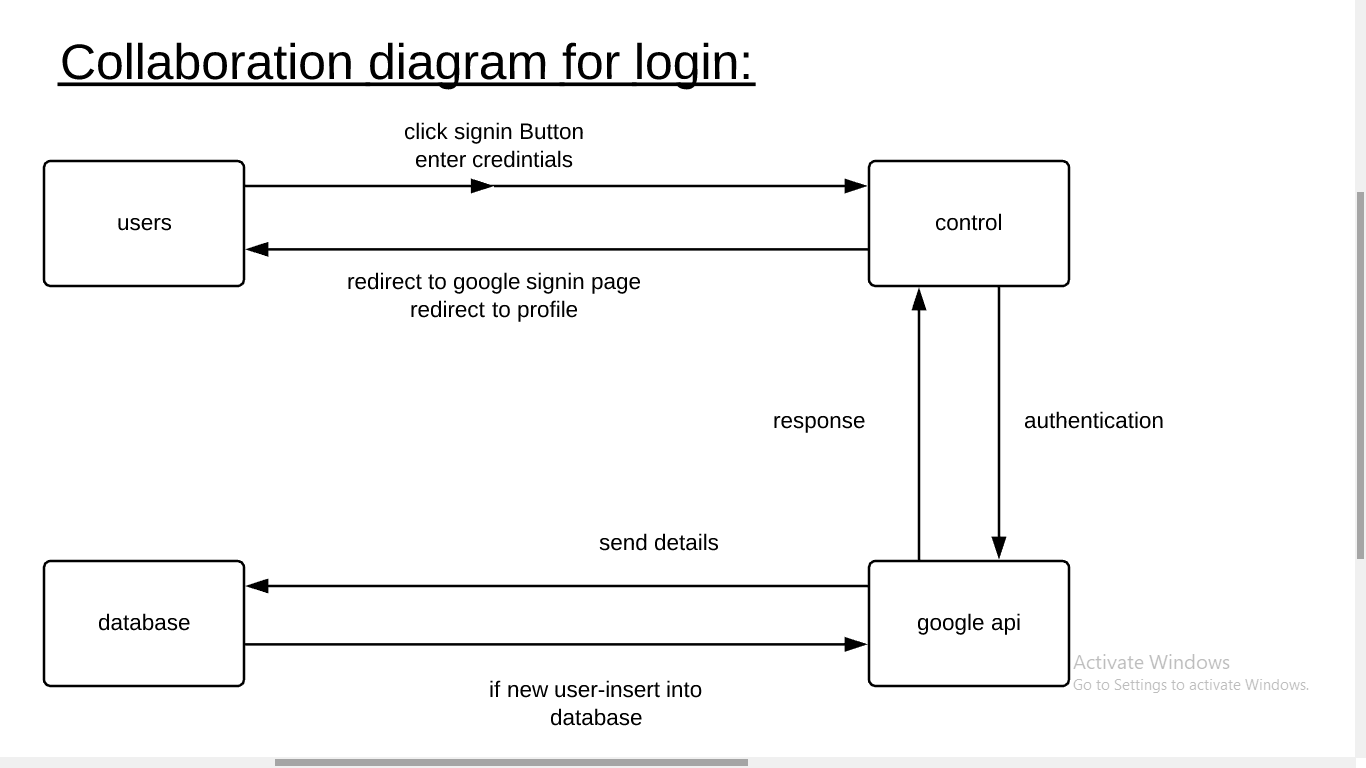 Collaboration diagram for login:
click signin Button
enter credintials
users
control
redirect to google signin page
redirect to profile
response
authentication
send details
database
google api
if new user-insert into
database
Activate Windows
Go to Settings to activate Windows.